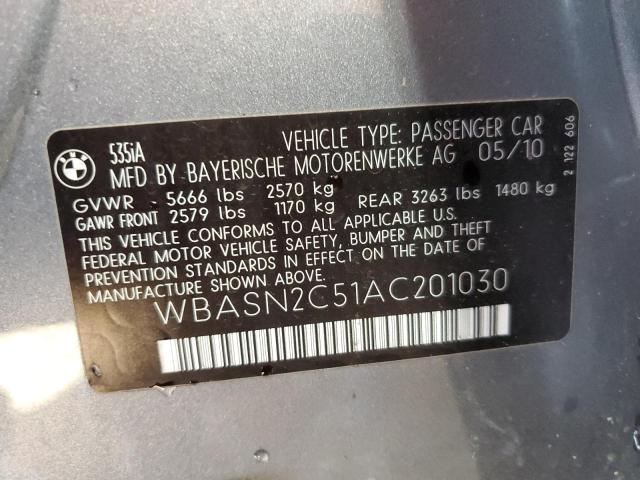 BMW
535iA VEHICLE TYPE: PASSENGER CAR
MFD BY BAYERISCHE MOTORENWERKE AG 05/10
GVWR 5666 lbs 2570 kg
GAWR FRONT 2579 lbs 1170 kg REAR 3263 lbs 1480 kg
THIS VEHICLE CONFORMS TO ALL APPLICABLE U.S.
FEDERAL MOTOR VEHICLE SAFETY, BUMPER AND THEFT
PREVENTION STANDARDS IN EFFECT ON THE DATE OF
MANUFACTURE SHOWN ABOVE.
WBASN2C51AC201030
2 122 606